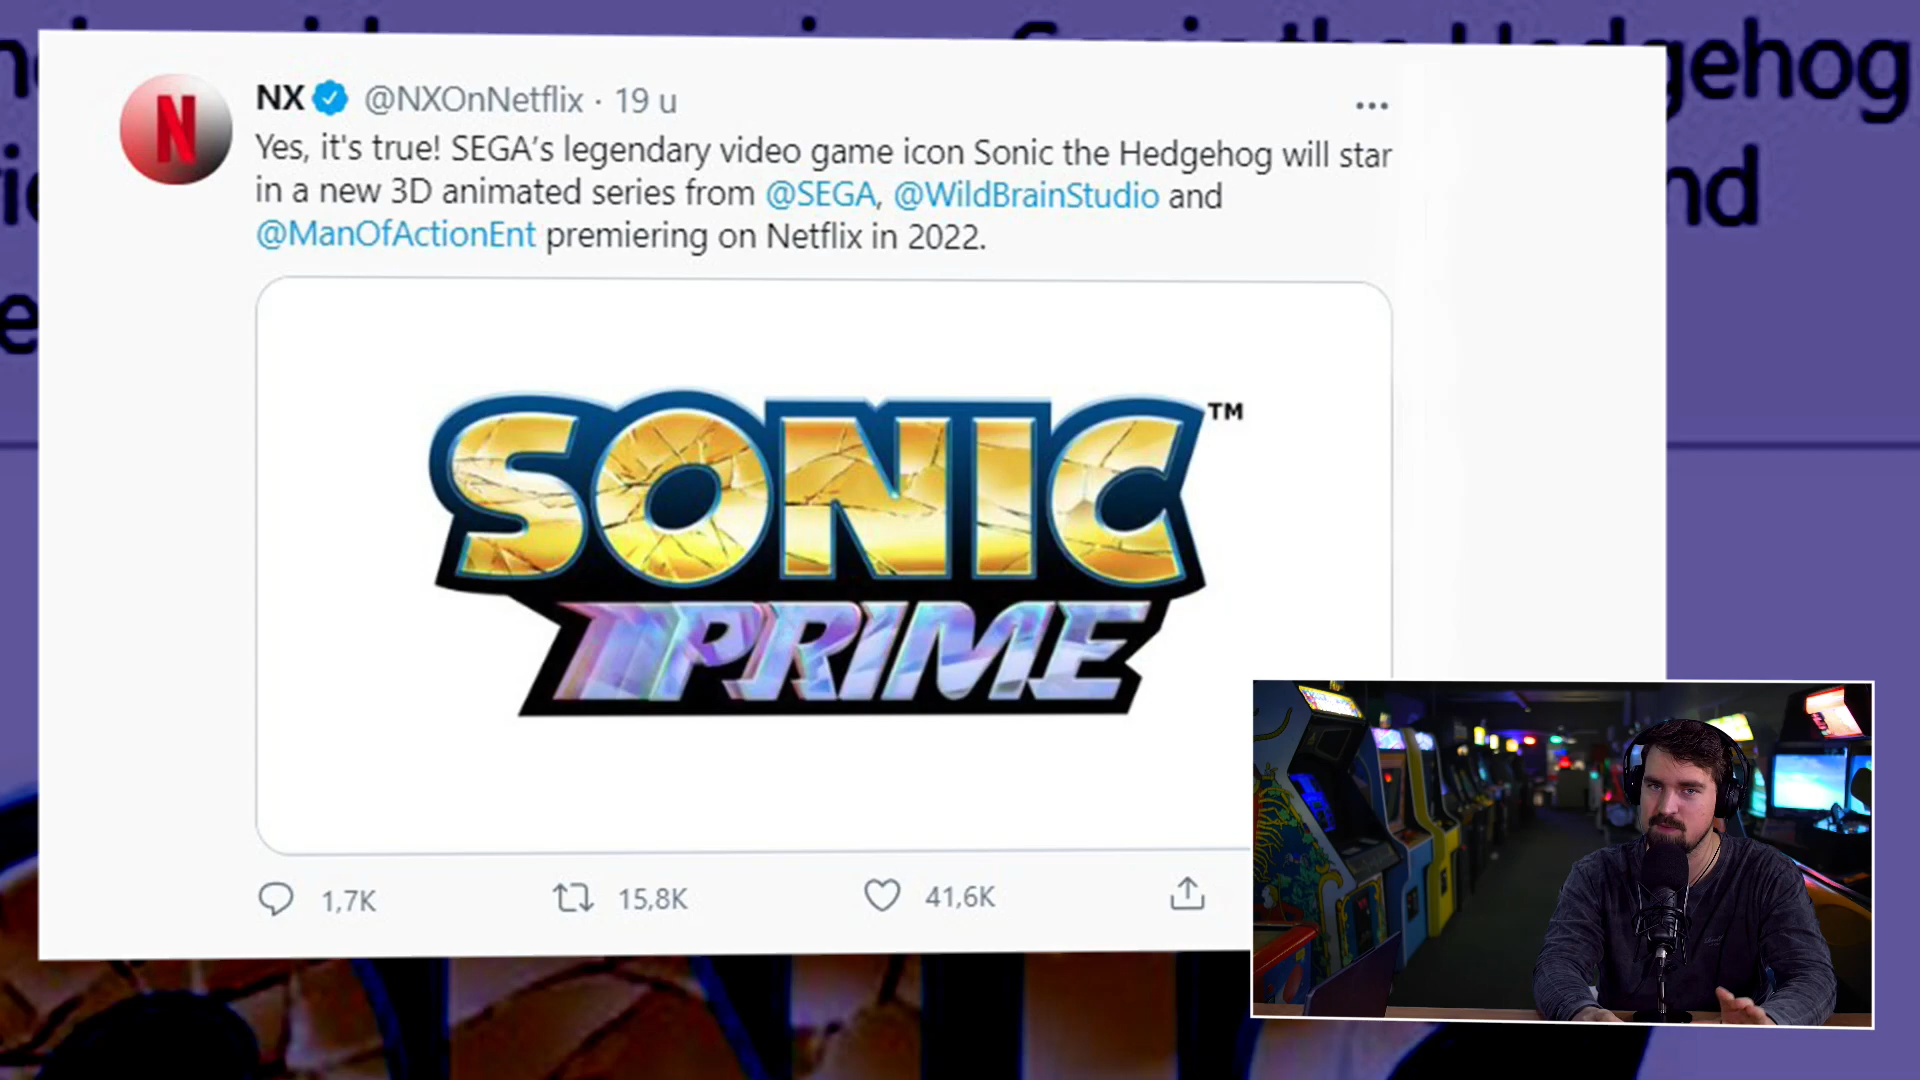 NX @NXOnNetflix · 19 u
Yes, it's true! SEGA's legendary video game icon Sonic the Hedgehog will star
in a new 3D animated series from @SEGA, @WildBrainStudio and
@ManOfActionEnt premiering on Netflix in 2022.
SONIC™
PRIME
1,7K 15,8K 41,6K